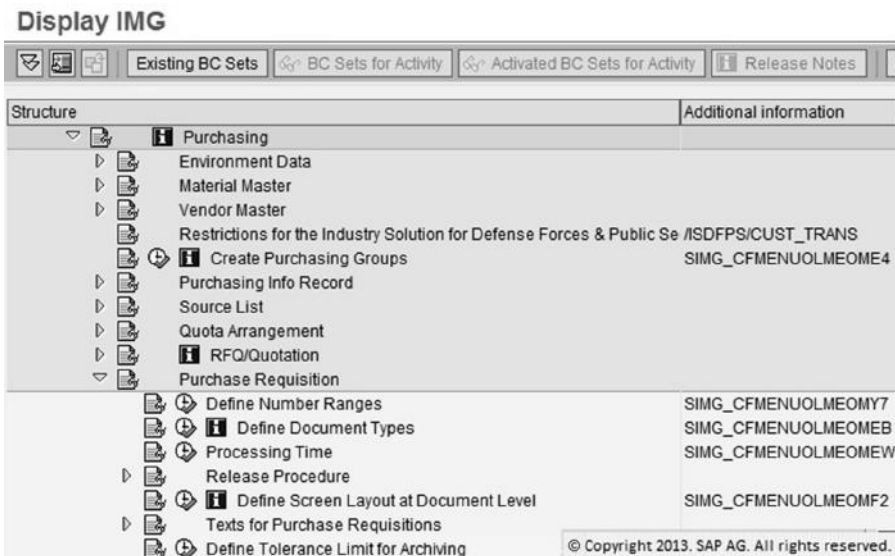 Display IMG
Existing BC Sets BC Sets for Activity Activated BC Sets for Activity Release Notes
Structure Additional information
Purchasing
Environment Data
Material Master
Vendor Master
Restrictions for the Industry Solution for Defense Forces & Public Se /ISDFPS/CUST_TRANS
Create Purchasing Groups SIMG_CFMENUOLMEOME4
Purchasing Info Record
Source List
Quota Arrangement
RFQ/Quotation
Purchase Requisition
Define Number Ranges SIMG_CFMENUOLMEOMY7
Define Document Types SIMG_CFMENUOLMEOMEB
Processing Time SIMG_CFMENUOLMEOMEW
Release Procedure
Define Screen Layout at Document Level SIMG_CFMENUOLMEOMF2
Texts for Purchase Requisitions
Define Tolerance Limit for Archiving
© Copyright 2013. SAP AG. All rights reserved.